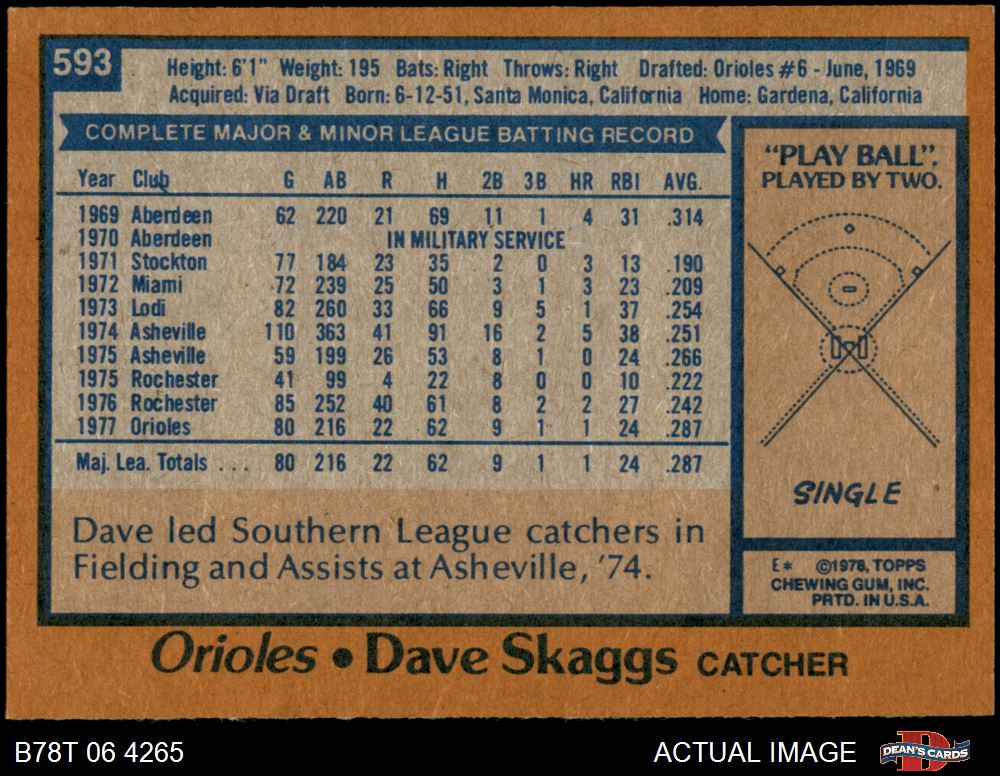 593
Height: 6'1" Weight: 195 Bats: Right Throws: Right Drafted: Orioles #6 - June, 1969
Acquired: Via Draft Born: 6-12-51, Santa Monica, California Home: Gardena, California
COMPLETE MAJOR & MINOR LEAGUE BATTING RECORD
Year Club G AB R H 2B 3B HR RBI AVG.
1969 Aberdeen 62 220 21 69 11 1 4 31 .314
1970 Aberdeen IN MILITARY SERVICE
1971 Stockton 77 184 23 35 2 0 3 13 .190
1972 Miami 72 239 25 50 3 1 3 23 .209
1973 Lodi 82 260 33 66 9 5 1 37 .254
1974 Asheville 110 363 41 91 16 2 5 38 .251
1975 Asheville 59 199 26 53 8 1 0 24 .266
1975 Rochester 41 99 4 22 8 0 0 10 .222
1976 Rochester 85 252 40 61 8 2 2 27 .242
1977 Orioles 80 216 22 62 9 1 1 24 .287
Maj. Lea. Totals ... 80 216 22 62 9 1 1 24 .287
Dave led Southern League catchers in
Fielding and Assists at Asheville, '74.
"PLAY BALL".
PLAYED BY TWO.
SINGLE
E* ©1978, TOPPS
CHEWING GUM, INC.
PRTD. IN U.S.A.
Orioles • Dave Skaggs CATCHER
B78T 06 4265
ACTUAL IMAGE
DEAN'S CARDS